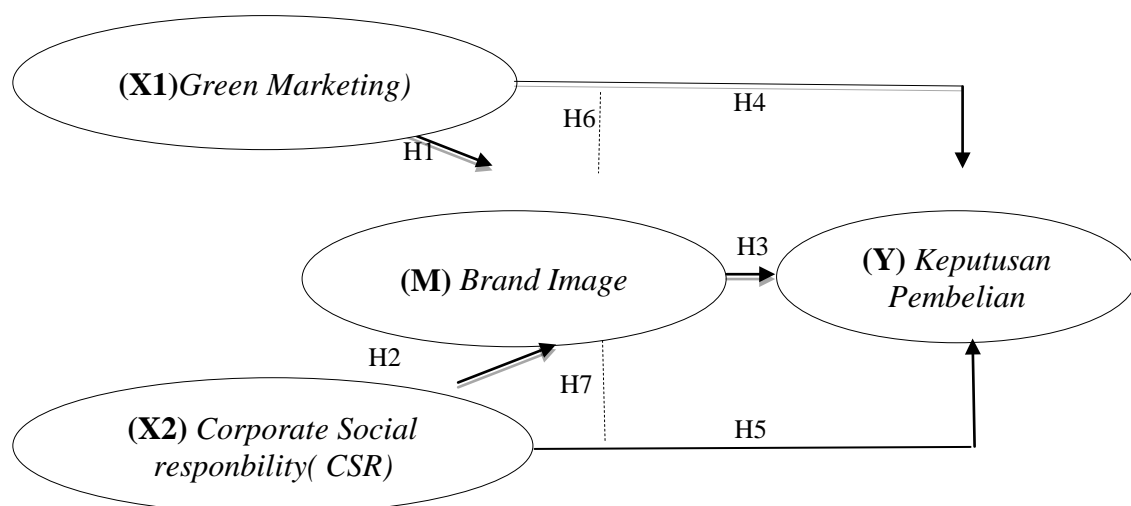 (X1)Green Marketing)
H4
H6
H1
H3
(M) Brand Image
(Y) Keputusan
Pembelian
H2
H7
(X2) Corporate Social
responbility( CSR)
H5